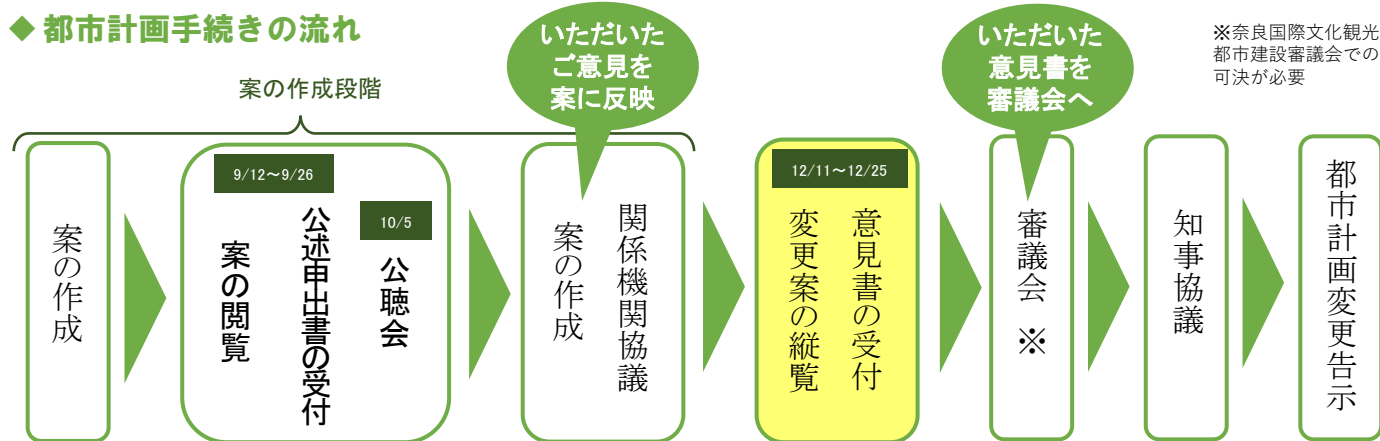 ◆ 都市計画手続きの流れ
いただいた
ご意見を
案に反映
いただいた
意見書を
審議会へ
※奈良国際文化観光
都市建設審議会での
可決が必要
案の作成段階
案の作成
9/12～9/26
公述申出書の受付
案の閲覧
10/5
公聴会
関係機関協議
案の作成
12/11～12/25
意見書の受付
変更案の縦覧
審議会 ※
知事協議
都市計画変更告示